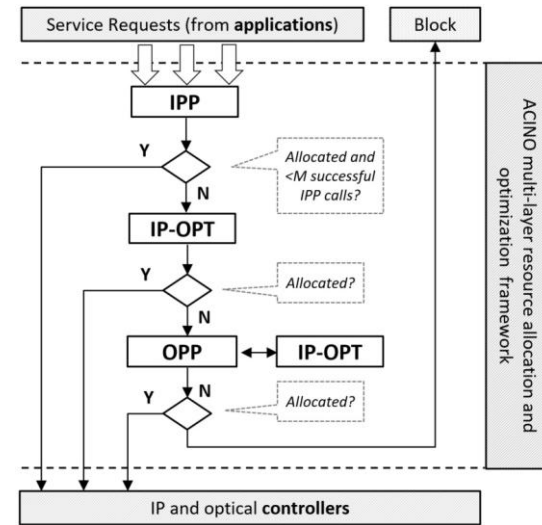 Service Requests (from applications)
Block
IPP
Y
Allocated and
<M successful
IPP calls?
N
IP-OPT
Y
Allocated?
N
OPP
IP-OPT
Y
N
Allocated?
IP and optical controllers
ACINO multi-layer resource allocation and
optimization framework